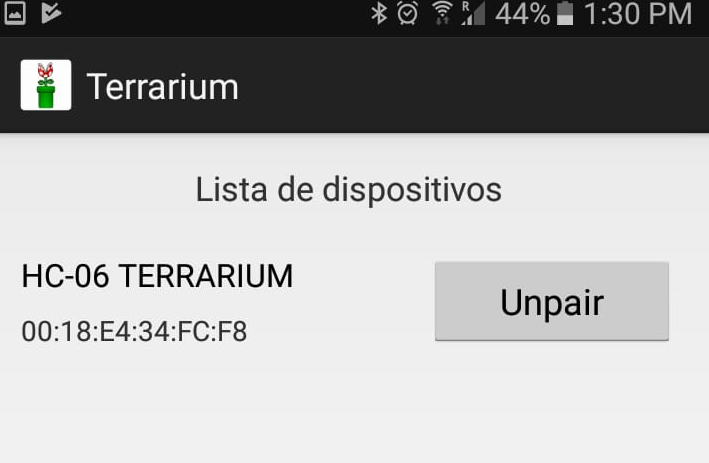 R 44% 1:30 PM
Terrarium
Lista de dispositivos
HC-06 TERRARIUM
Unpair
00:18:E4:34:FC:F8